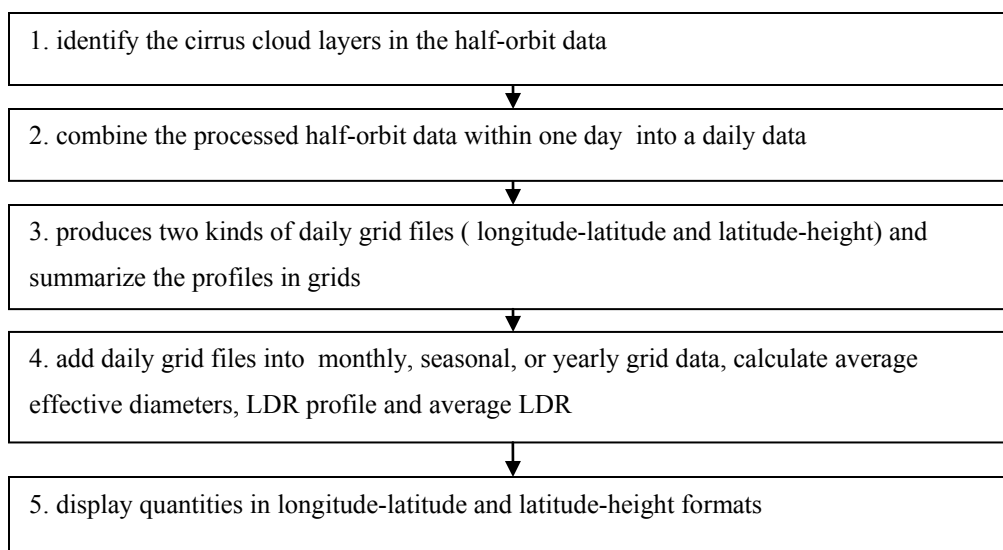 1. identify the cirrus cloud layers in the half-orbit data
2. combine the processed half-orbit data within one day  into a daily data
3. produces two kinds of daily grid files ( longitude-latitude and latitude-height) and
summarize the profiles in grids
4. add daily grid files into  monthly, seasonal, or yearly grid data, calculate average
effective diameters, LDR profile and average LDR
5. display quantities in longitude-latitude and latitude-height formats